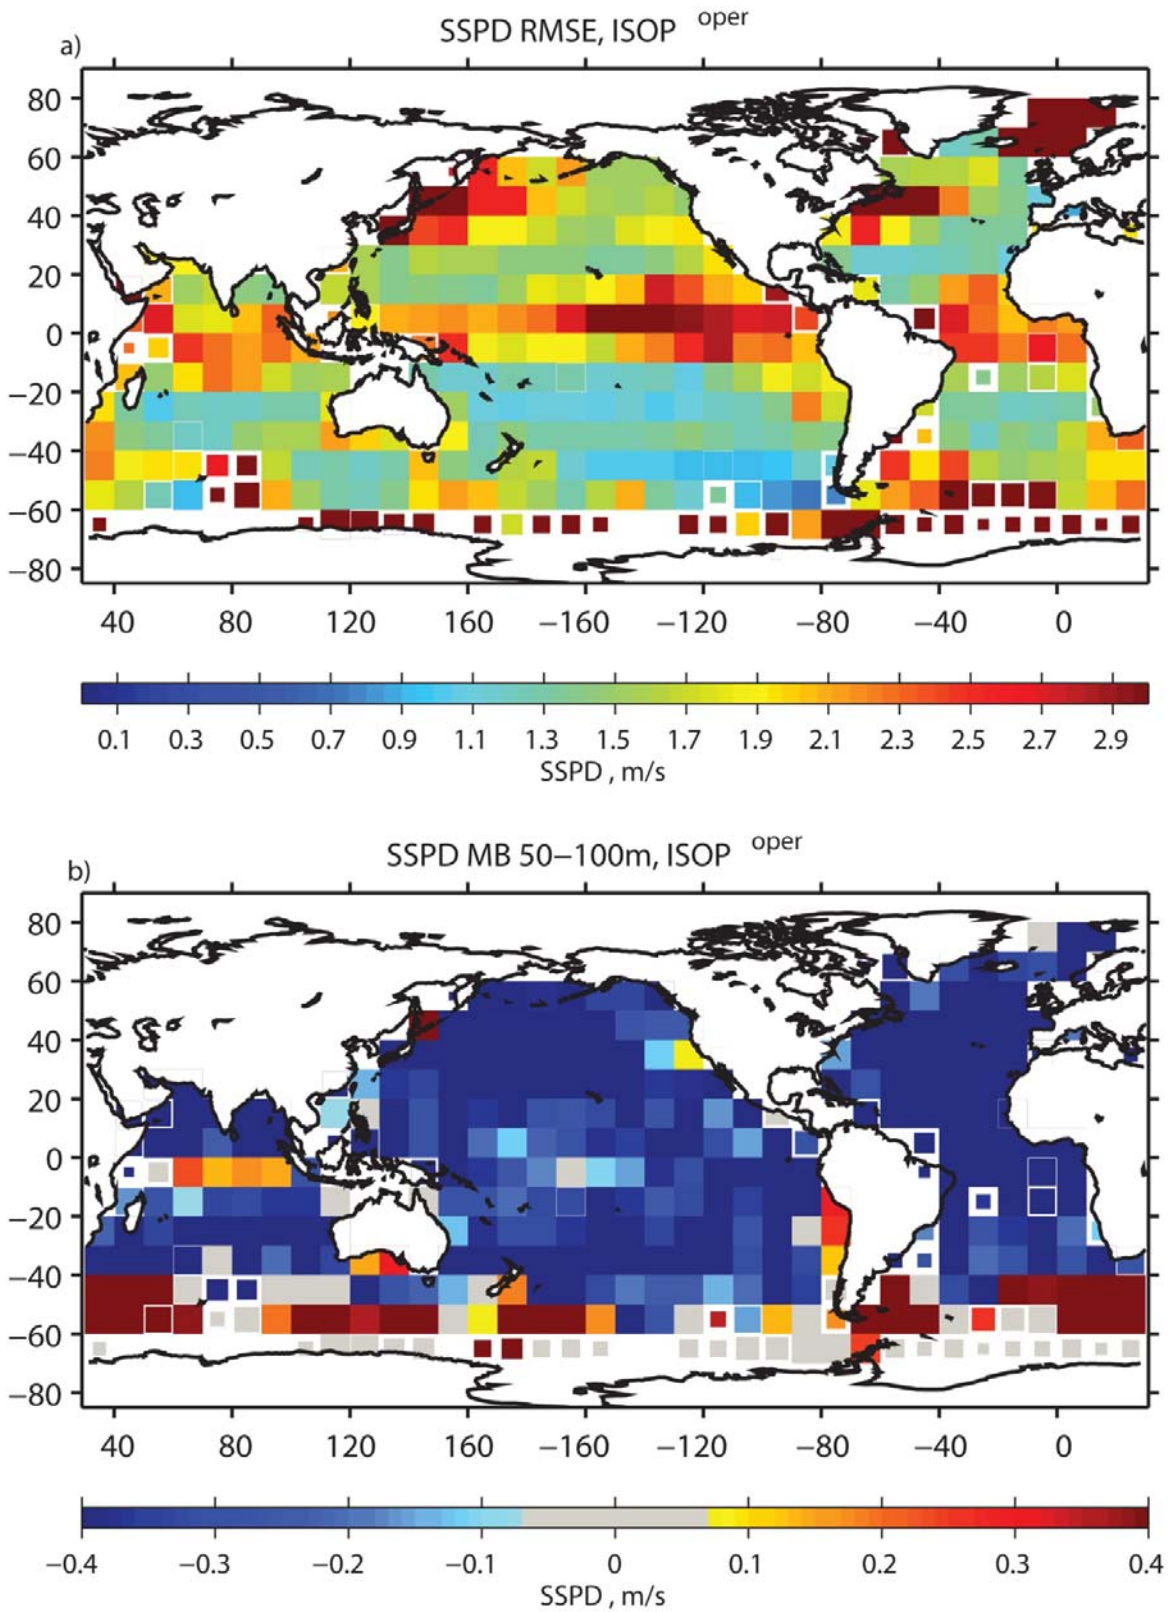 SSPD RMSE, ISOP oper
a)
80
60
40
20
0
−20
−40
−60
−80
40 80 120 160 −160 −120 −80 −40 0
0.1 0.3 0.5 0.7 0.9 1.1 1.3 1.5 1.7 1.9 2.1 2.3 2.5 2.7 2.9
SSPD , m/s
SSPD MB 50−100m, ISOP oper
b)
80
60
40
20
0
−20
−40
−60
−80
40 80 120 160 −160 −120 −80 −40 0
−0.4 −0.3 −0.2 −0.1 0 0.1 0.2 0.3 0.4
SSPD , m/s